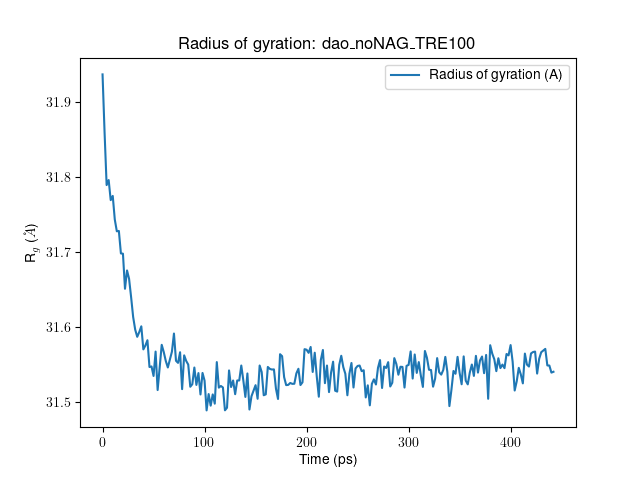 Radius of gyration: dao_noNAG_TRE100
Radius of gyration (A)
31.9
31.8
31.7
31.6
31.5
R_g (Å)
0 100 200 300 400
Time (ps)